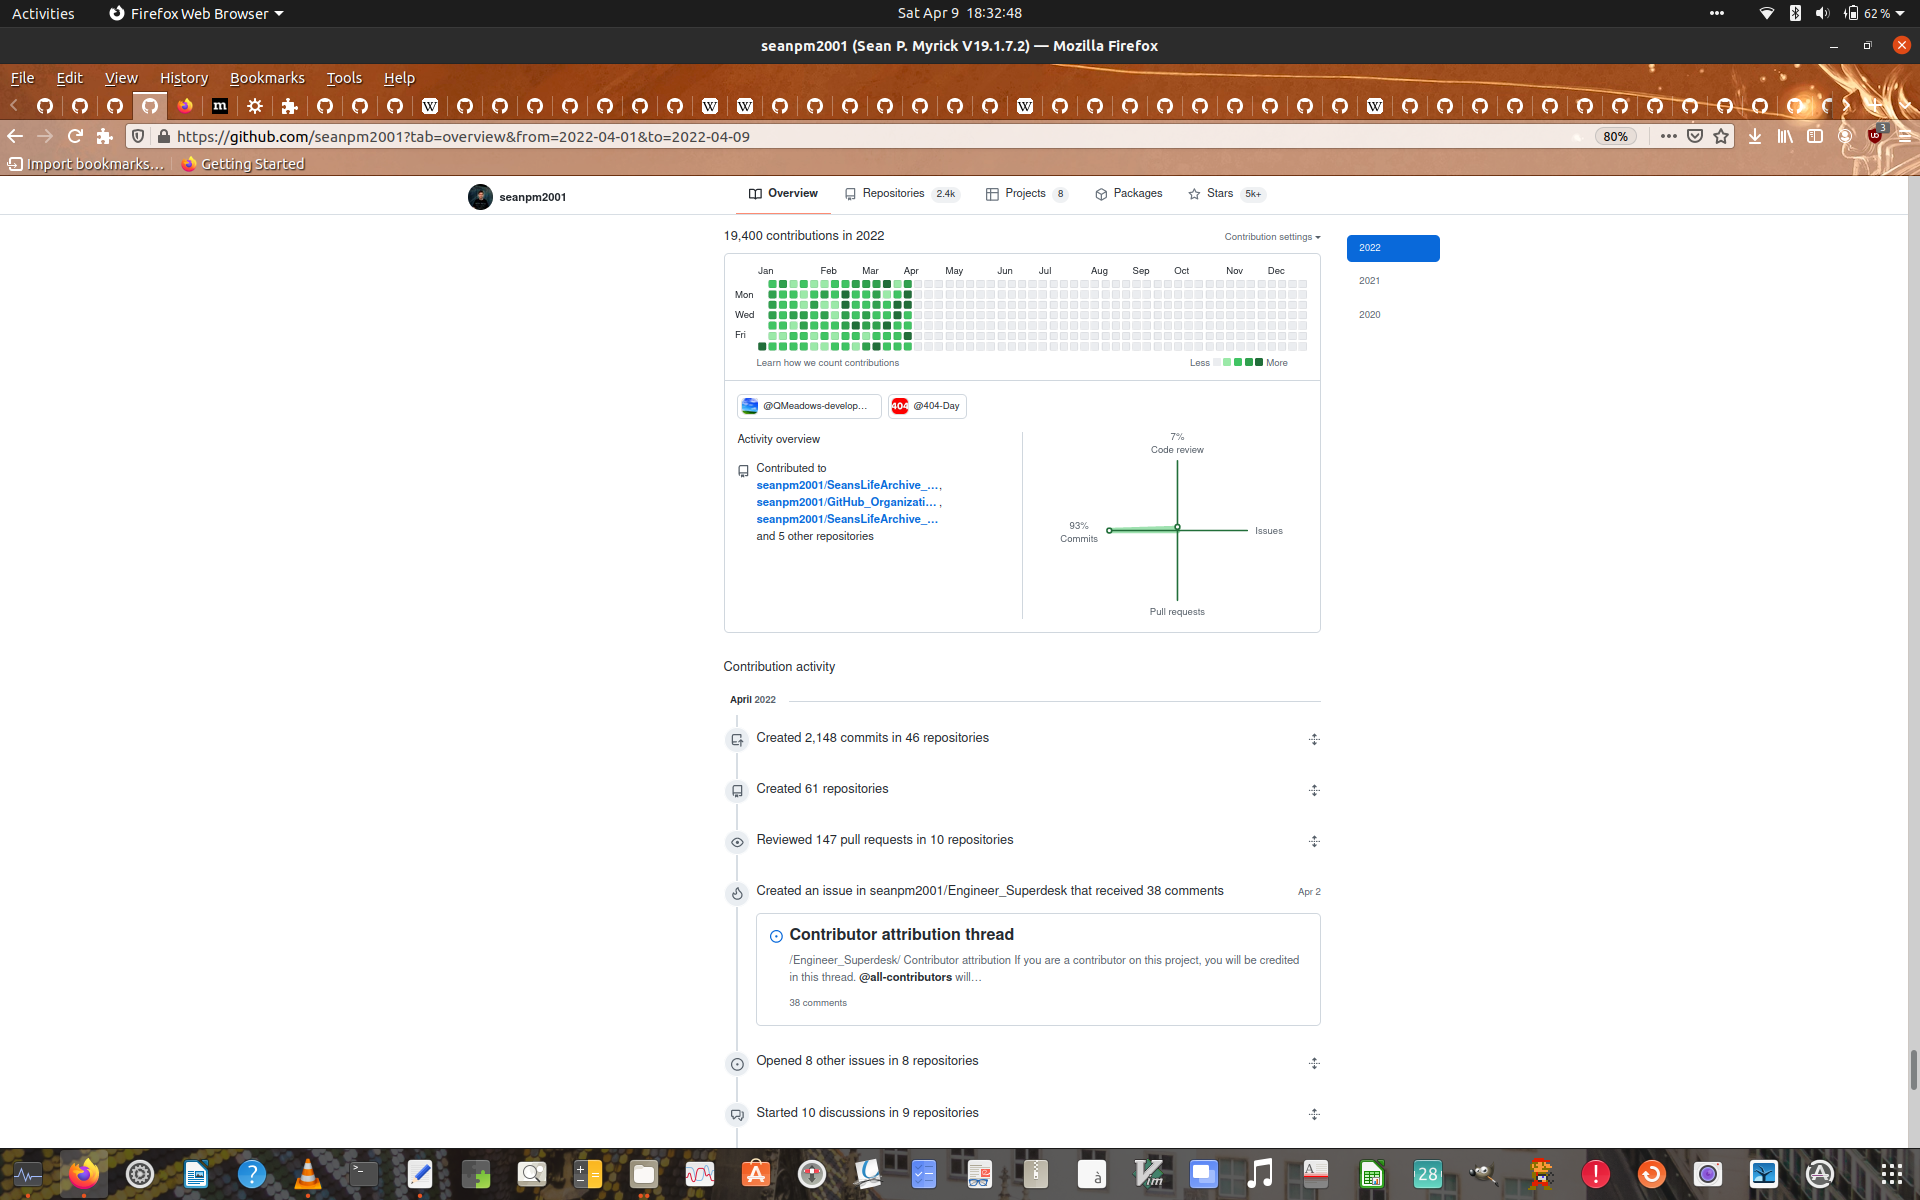 Activities
Firefox Web Browser
Sat Apr 9 18:32:48
62 %
seanpm2001 (Sean P. Myrick V19.1.7.2) — Mozilla Firefox
File Edit View History Bookmarks Tools Help
https://github.com/seanpm2001?tab=overview&from=2022-04-01&to=2022-04-09
80%
3
Import bookmarks...
Getting Started
seanpm2001
Overview
Repositories 2.4k
Projects 8
Packages
Stars 5k+
19,400 contributions in 2022
Contribution settings
2022
2021
2020
Jan Feb Mar Apr May Jun Jul Aug Sep Oct Nov Dec
Mon
Wed
Fri
Learn how we count contributions
Less More
@QMeadows-develop...
404 @404-Day
Activity overview
Contributed to
seanpm2001/SeansLifeArchive_...,
seanpm2001/GitHub_Organizati...,
seanpm2001/SeansLifeArchive_...
and 5 other repositories
7%
Code review
93%
Commits
Issues
Pull requests
Contribution activity
April 2022
Created 2,148 commits in 46 repositories
Created 61 repositories
Reviewed 147 pull requests in 10 repositories
Created an issue in seanpm2001/Engineer_Superdesk that received 38 comments
Apr 2
Contributor attribution thread
/Engineer_Superdesk/ Contributor attribution If you are a contributor on this project, you will be credited
in this thread. @all-contributors will...
38 comments
Opened 8 other issues in 8 repositories
Started 10 discussions in 9 repositories
28